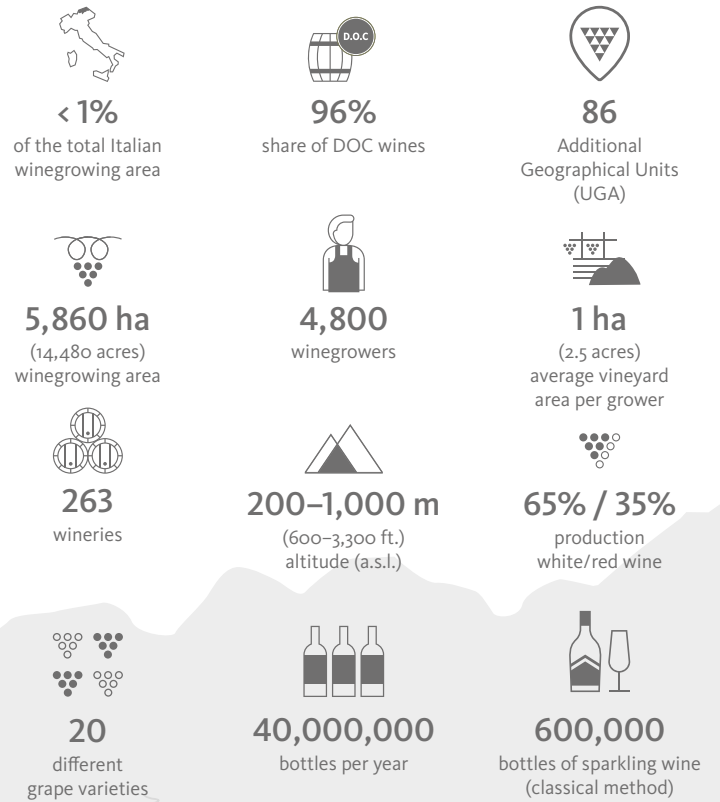 D.O.C
< 1%
of the total Italian
winegrowing area
96%
share of DOC wines
86
Additional
Geographical Units
(UGA)
5,860 ha
(14,480 acres)
winegrowing area
4,800
winegrowers
1 ha
(2.5 acres)
average vineyard
area per grower
263
wineries
200–1,000 m
(600–3,300 ft.)
altitude (a.s.l.)
65% / 35%
production
white/red wine
20
different
grape varieties
40,000,000
bottles per year
600,000
bottles of sparkling wine
(classical method)